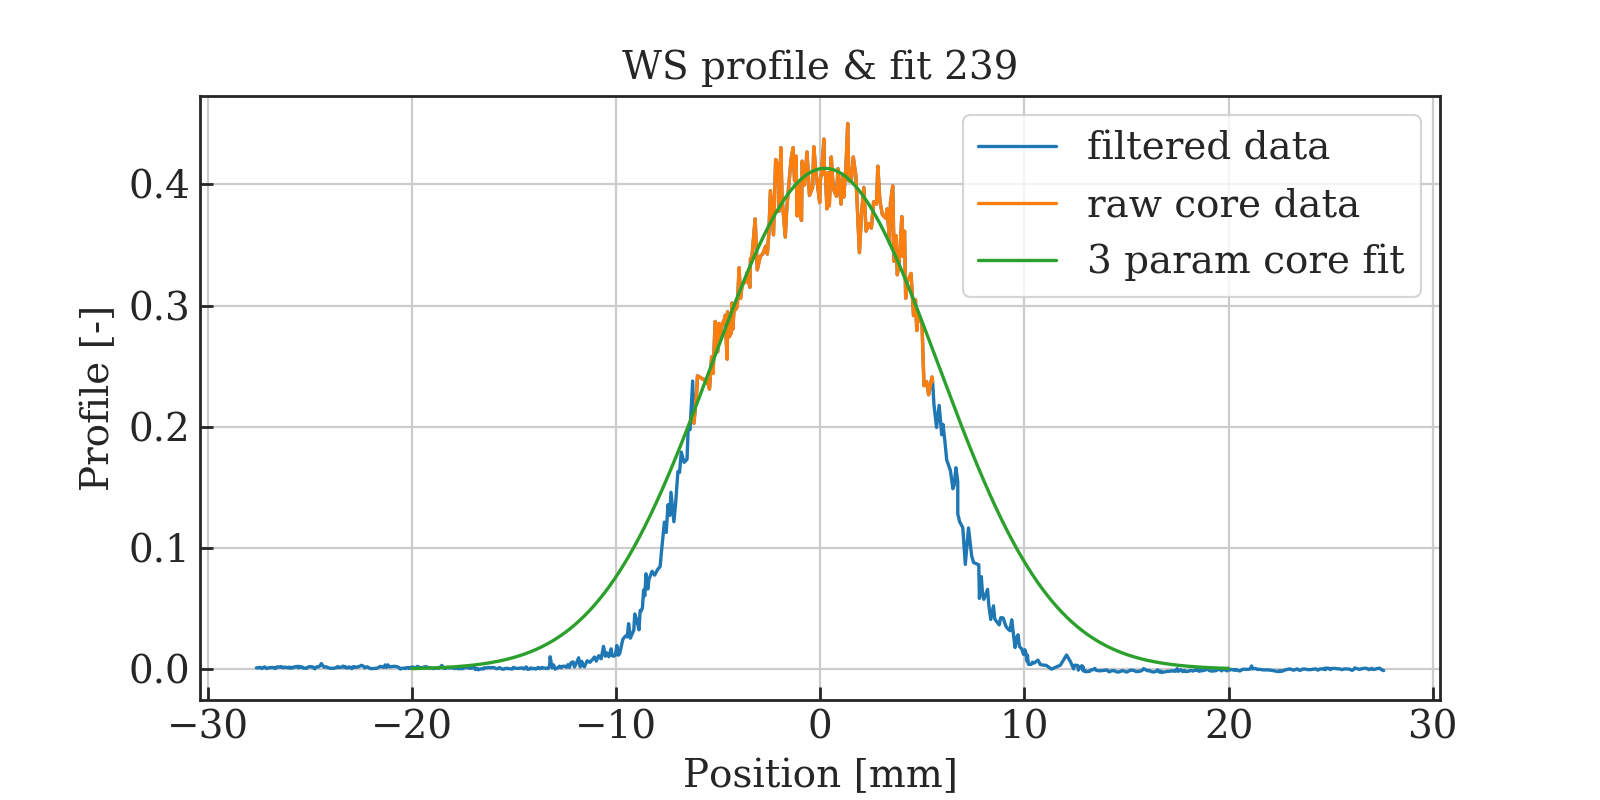 WS profile & fit 239
filtered data
raw core data
3 param core fit
Profile [-]
0.4
0.3
0.2
0.1
0.0
−30 −20 −10 0 10 20 30
Position [mm]